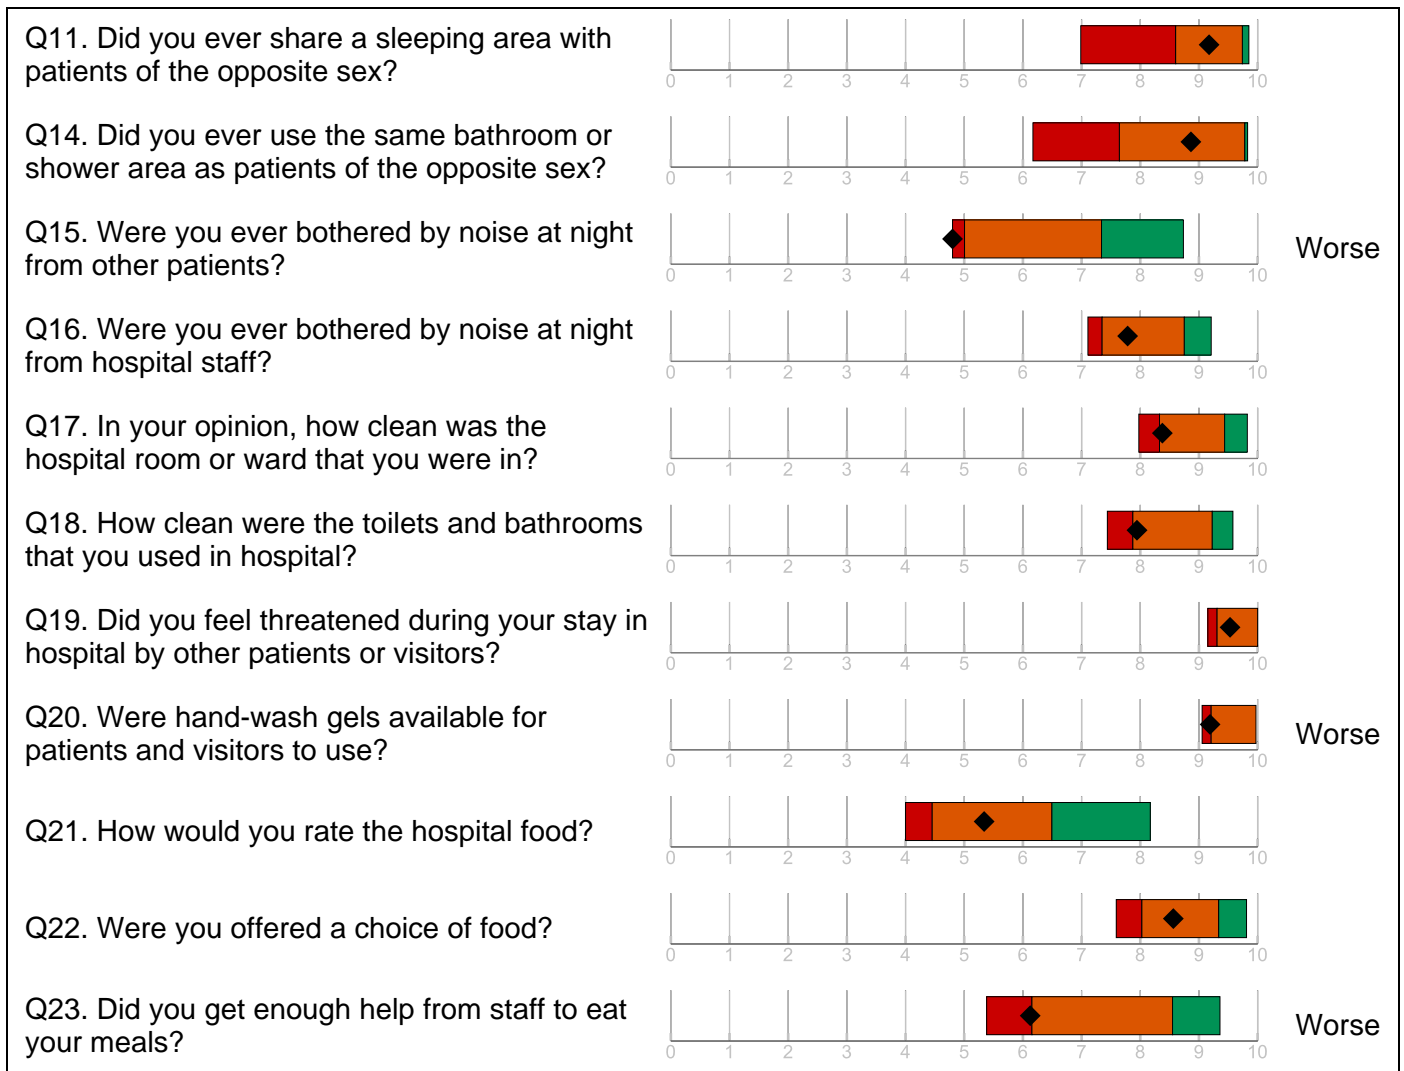 Q11. Did you ever share a sleeping area with
patients of the opposite sex?
0 1 2 3 4 5 6 7 8 9 10
Q14. Did you ever use the same bathroom or
shower area as patients of the opposite sex?
0 1 2 3 4 5 6 7 8 9 10
Q15. Were you ever bothered by noise at night
from other patients?
Worse
0 1 2 3 4 5 6 7 8 9 10
Q16. Were you ever bothered by noise at night
from hospital staff?
0 1 2 3 4 5 6 7 8 9 10
Q17. In your opinion, how clean was the
hospital room or ward that you were in?
0 1 2 3 4 5 6 7 8 9 10
Q18. How clean were the toilets and bathrooms
that you used in hospital?
0 1 2 3 4 5 6 7 8 9 10
Q19. Did you feel threatened during your stay in
hospital by other patients or visitors?
0 1 2 3 4 5 6 7 8 9 10
Q20. Were hand-wash gels available for
patients and visitors to use?
Worse
0 1 2 3 4 5 6 7 8 9 10
Q21. How would you rate the hospital food?
0 1 2 3 4 5 6 7 8 9 10
Q22. Were you offered a choice of food?
0 1 2 3 4 5 6 7 8 9 10
Q23. Did you get enough help from staff to eat
your meals?
Worse
0 1 2 3 4 5 6 7 8 9 10